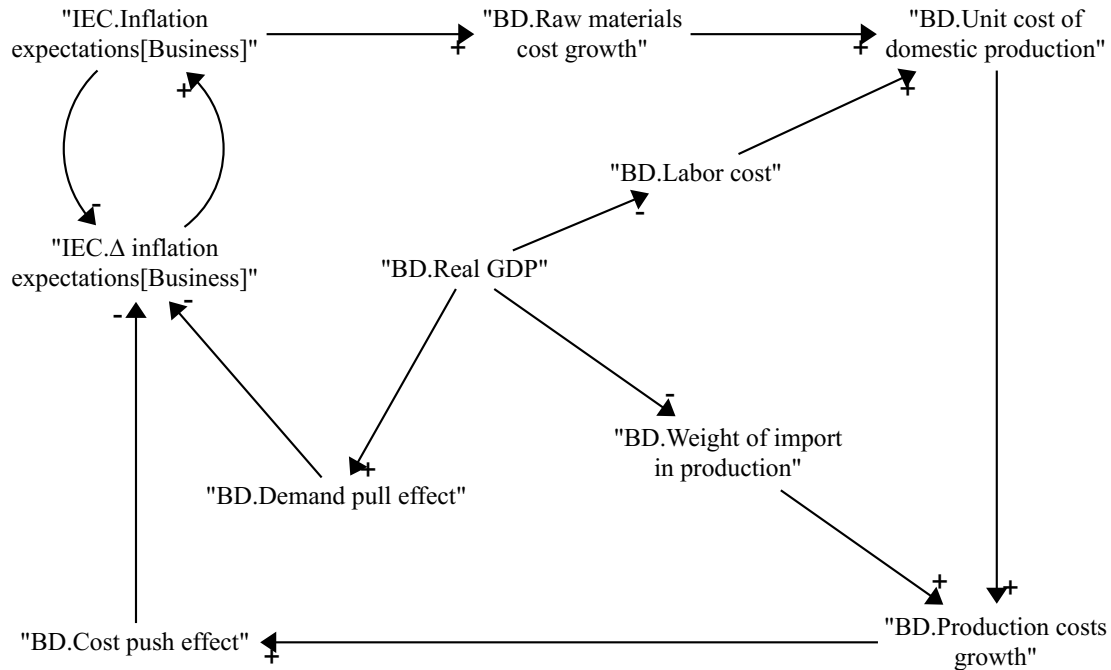 "IEC.Inflation
expectations[Business]"
"BD.Raw materials
cost growth"
"BD.Unit cost of
domestic production"
+
+
+
+
"BD.Labor cost"
-
-
"IEC.Δ inflation
expectations[Business]"
"BD.Real GDP"
-
-
-
"BD.Weight of import
in production"
+
"BD.Demand pull effect"
+
+
"BD.Cost push effect"
+
"BD.Production costs
growth"